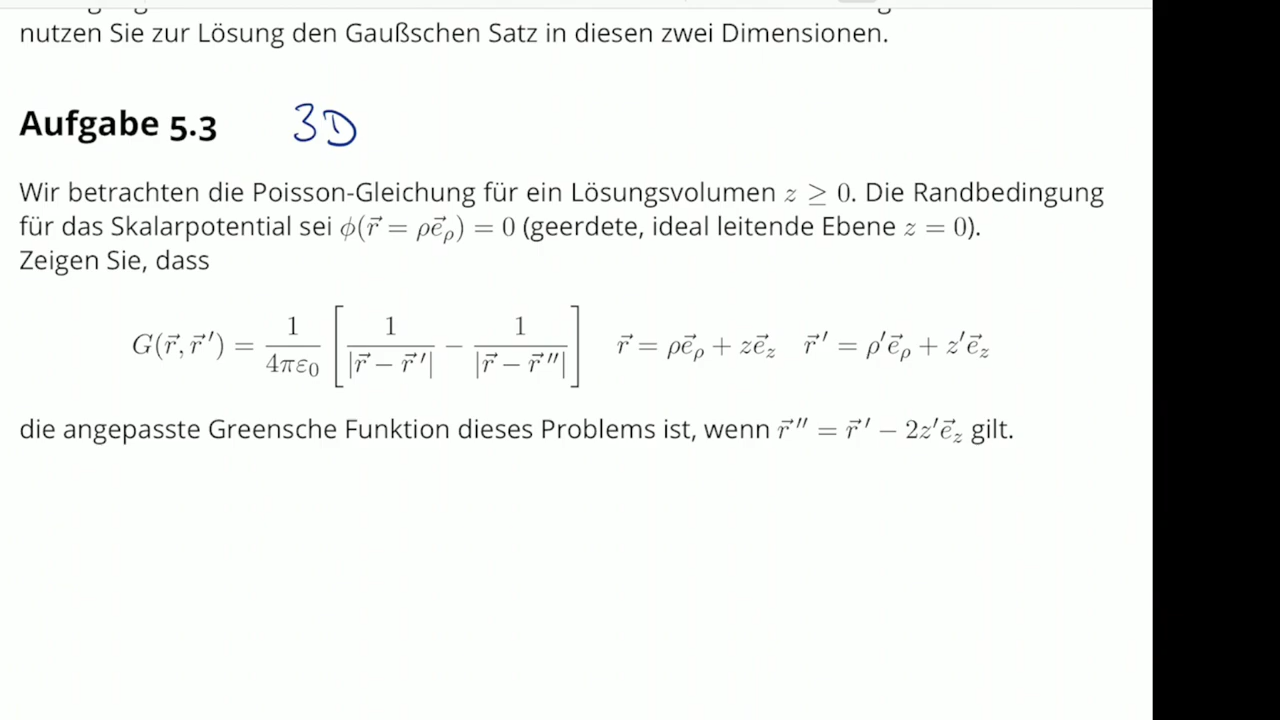 nutzen Sie zur Lösung den Gaußschen Satz in diesen zwei Dimensionen.
Aufgabe 5.3 3D
Wir betrachten die Poisson-Gleichung für ein Lösungsvolumen z ≥ 0. Die Randbedingung
für das Skalarpotential sei ϕ(r⃗ = ρe⃗_ρ) = 0 (geerdete, ideal leitende Ebene z = 0).
Zeigen Sie, dass
G(r⃗, r⃗ ′) = 1/(4πε₀) [ 1/|r⃗ − r⃗ ′| − 1/|r⃗ − r⃗ ″| ] r⃗ = ρe⃗_ρ + ze⃗_z r⃗ ′ = ρ′e⃗_ρ + z′e⃗_z
die angepasste Greensche Funktion dieses Problems ist, wenn r⃗ ″ = r⃗ ′ − 2z′e⃗_z gilt.